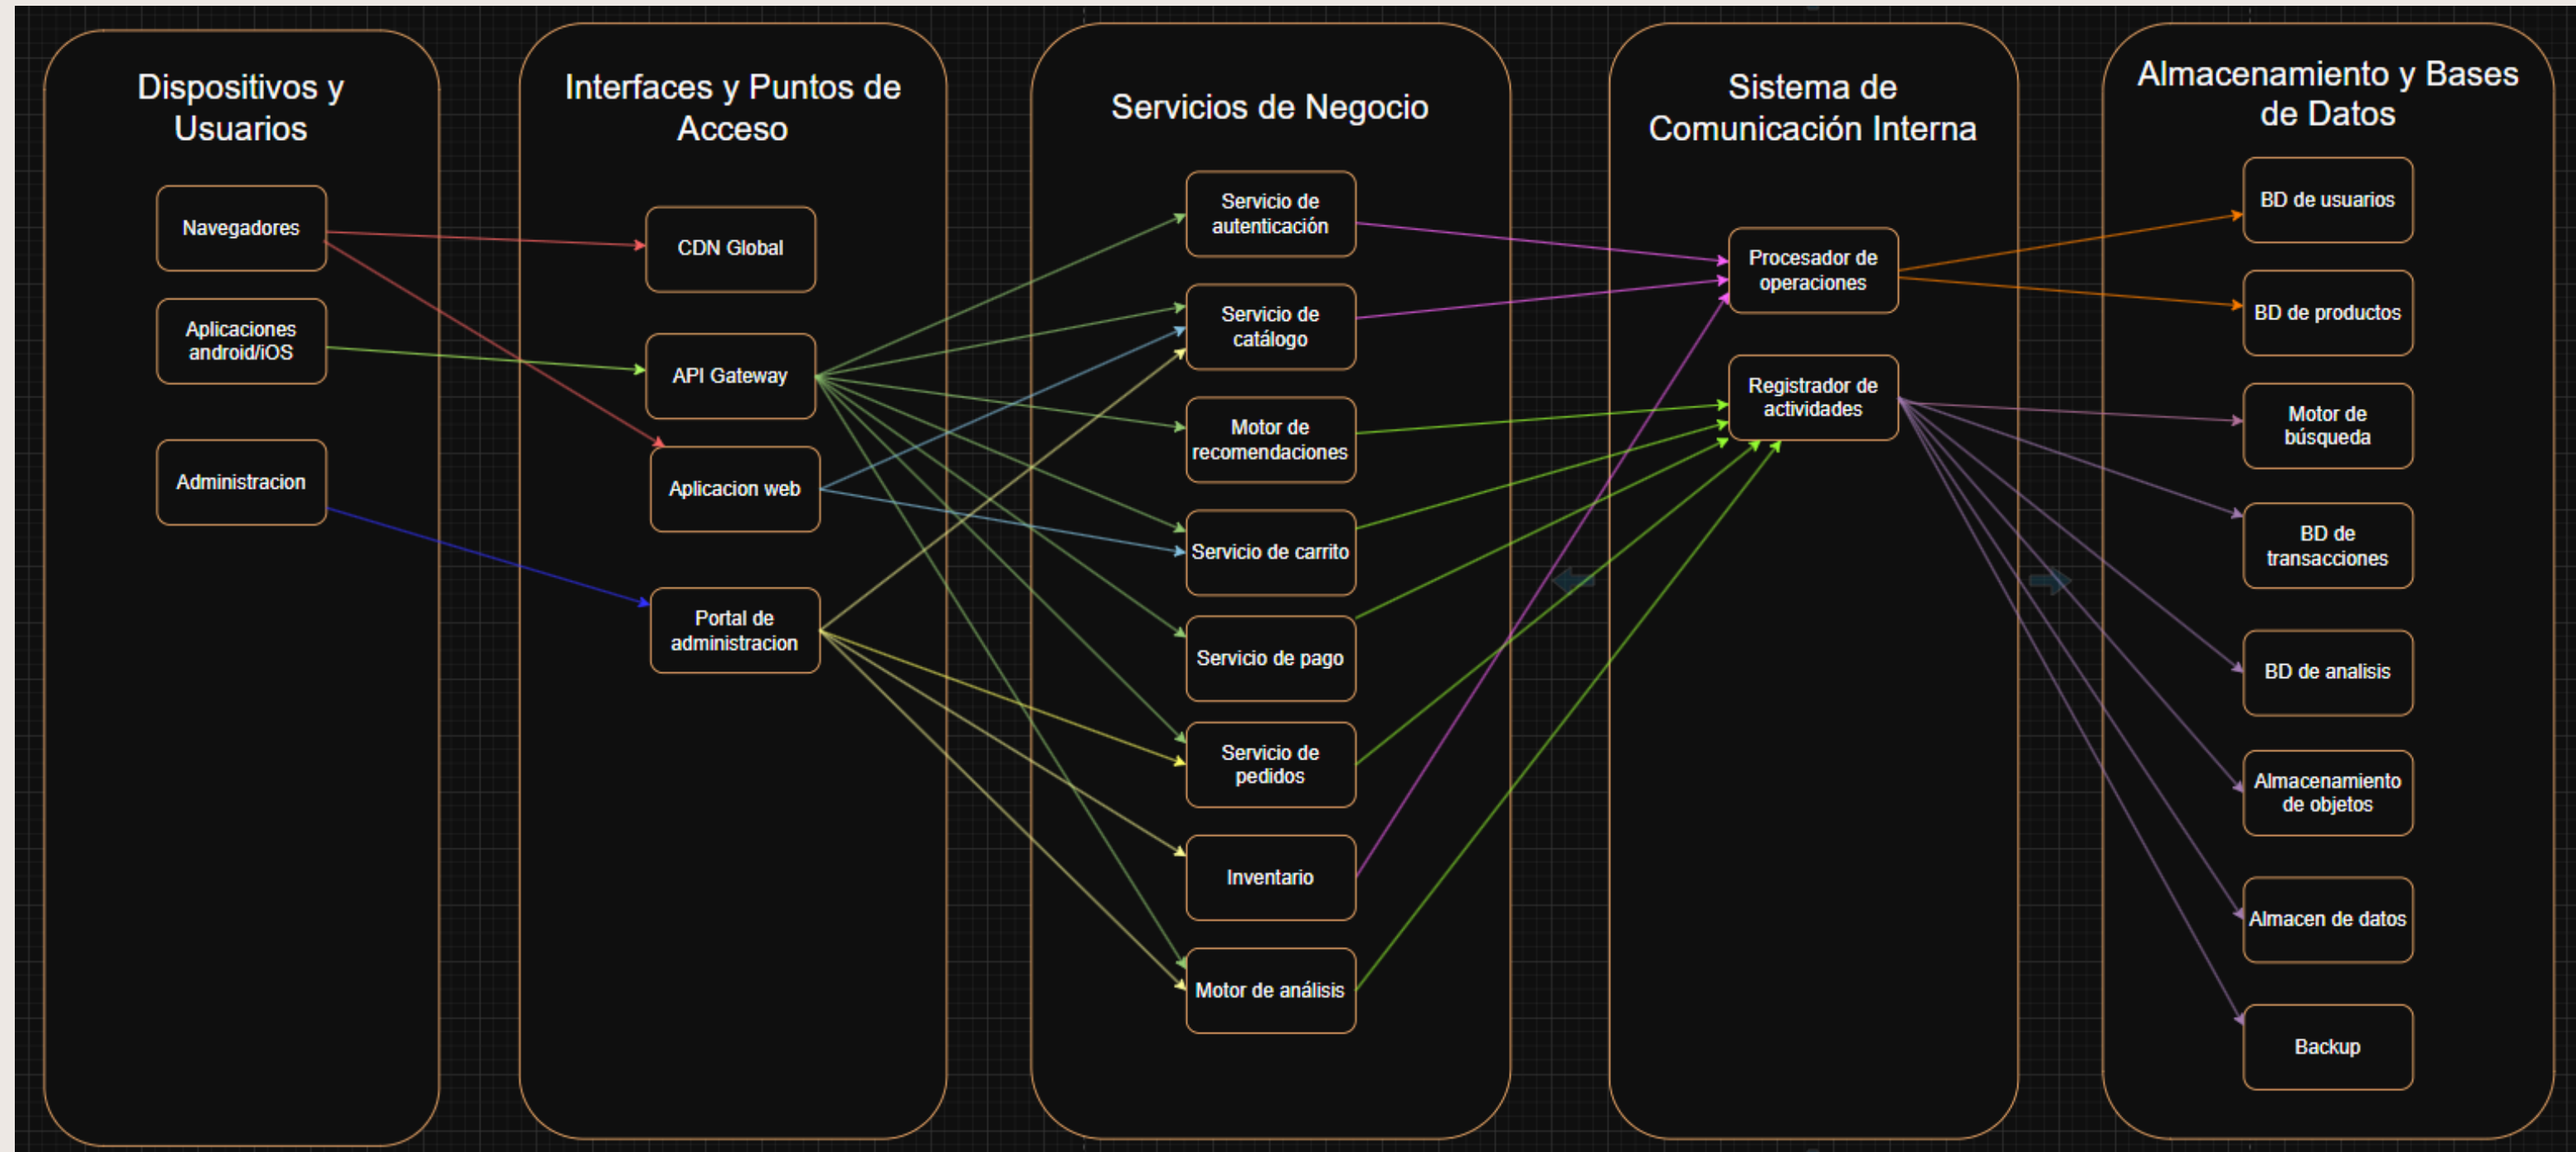 Dispositivos y
Usuarios
Navegadores
Aplicaciones
android/iOS
Administracion
Interfaces y Puntos de
Acceso
CDN Global
API Gateway
Aplicacion web
Portal de
administracion
Servicios de Negocio
Servicio de
autenticación
Servicio de
catálogo
Motor de
recomendaciones
Servicio de carrito
Servicio de pago
Servicio de
pedidos
Inventario
Motor de análisis
Sistema de
Comunicación Interna
Procesador de
operaciones
Registrador de
actividades
Almacenamiento y Bases
de Datos
BD de usuarios
BD de productos
Motor de
búsqueda
BD de
transacciones
BD de analisis
Almacenamiento
de objetos
Almacen de datos
Backup